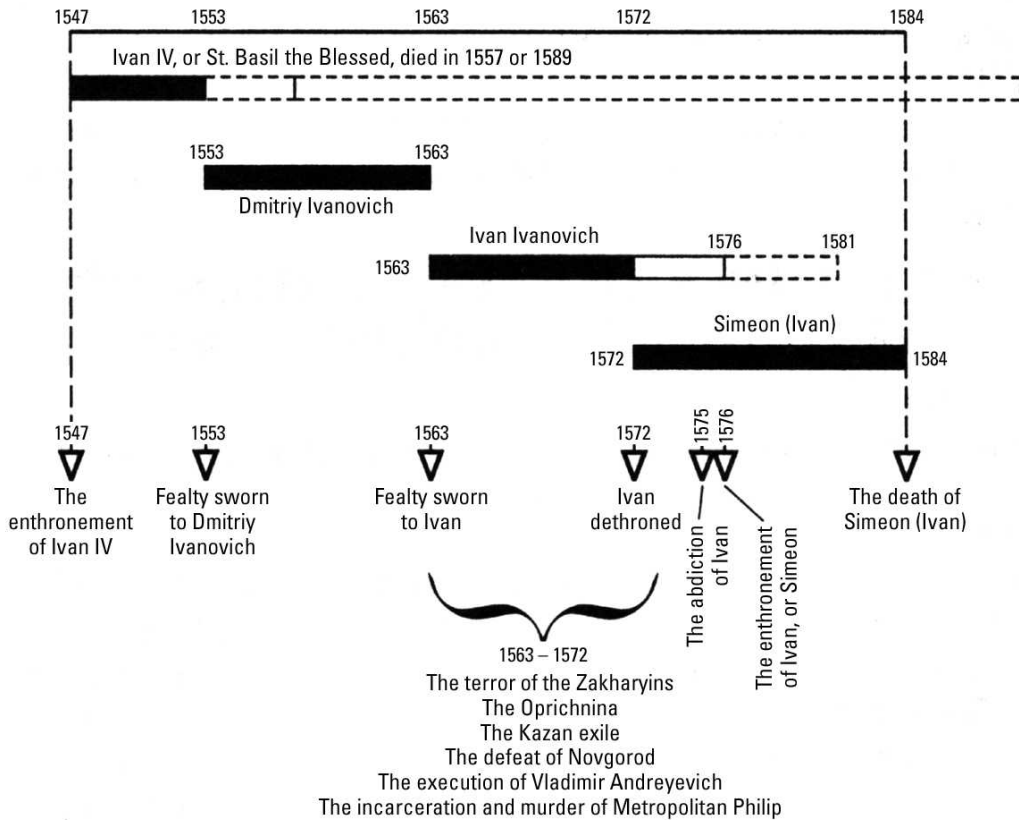 1547 1553 1563 1572 1584
Ivan IV, or St. Basil the Blessed, died in 1557 or 1589
1553 1563
Dmitriy Ivanovich
Ivan Ivanovich
1576 1581
1563
Simeon (Ivan)
1572 1584
1547 1553 1563 1572 1575 1576
The
enthronement
of Ivan IV
Fealty sworn
to Dmitriy
Ivanovich
Fealty sworn
to Ivan
Ivan
dethroned
The abdiction
of Ivan
The enthronement
of Ivan, or Simeon
The death of
Simeon (Ivan)
1563 – 1572
The terror of the Zakharyins
The Oprichnina
The Kazan exile
The defeat of Novgorod
The execution of Vladimir Andreyevich
The incarceration and murder of Metropolitan Philip